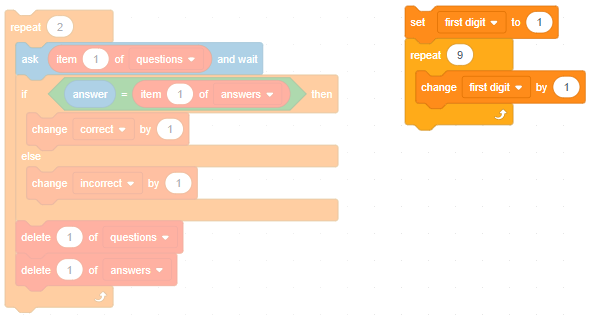 repeat 2
ask item 1 of questions and wait
if answer = item 1 of answers then
change correct by 1
else
change incorrect by 1
delete 1 of questions
delete 1 of answers
set first digit to 1
repeat 9
change first digit by 1